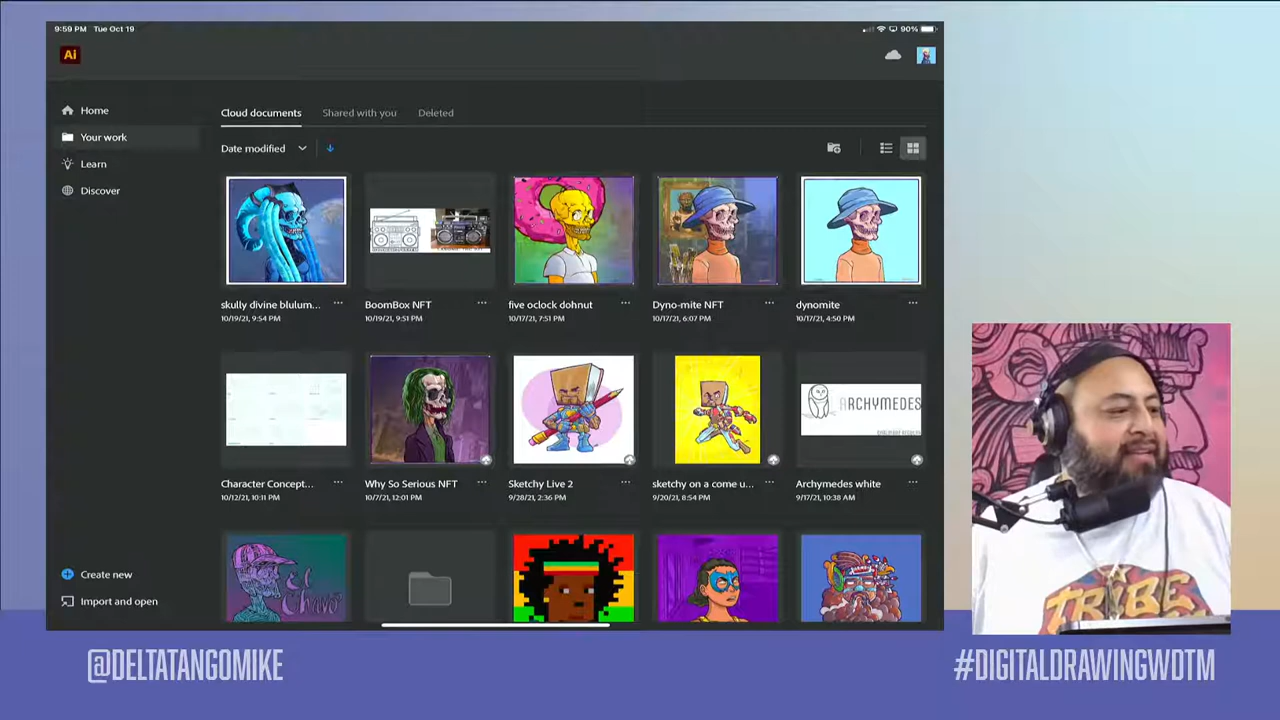 9:59 PM Tue Oct 19
90%
Ai
Home
Your work
Learn
Discover
Cloud documents Shared with you Deleted
Date modified
skully divine blulum... ...
10/19/21, 9:54 PM
BoomBox NFT ...
10/19/21, 9:51 PM
five oclock dohnut ...
10/17/21, 7:51 PM
Dyno-mite NFT ...
10/17/21, 6:07 PM
dynomite ...
10/17/21, 4:50 PM
ARCHYMEDES
Character Concept... ...
10/12/21, 10:11 PM
Why So Serious NFT ...
10/7/21, 12:01 PM
Sketchy Live 2 ...
9/28/21, 2:36 PM
sketchy on a come u... ...
9/20/21, 8:54 PM
Archymedes white ...
9/17/21, 10:38 AM
el Chavo
Create new
Import and open
TRIBE
@DELTATANGOMIKE
#DIGITALDRAWINGWDTM